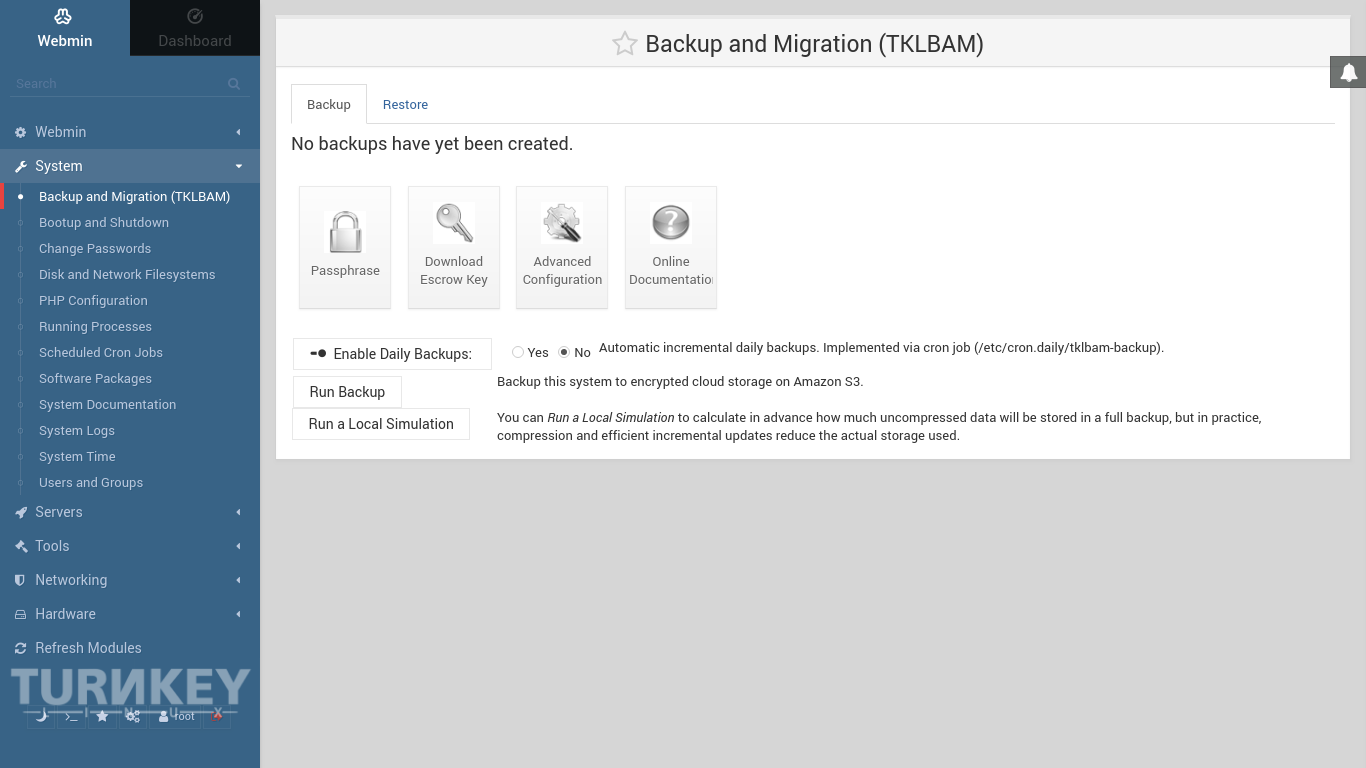 Webmin
Dashboard
Search
Webmin
System
Backup and Migration (TKLBAM)
Bootup and Shutdown
Change Passwords
Disk and Network Filesystems
PHP Configuration
Running Processes
Scheduled Cron Jobs
Software Packages
System Documentation
System Logs
System Time
Users and Groups
Servers
Tools
Networking
Hardware
Refresh Modules
TURNKEY
LINUX
root
Backup and Migration (TKLBAM)
Backup
Restore
No backups have yet been created.
Passphrase
Download
Escrow Key
Advanced
Configuration
Online
Documentatio
Enable Daily Backups:
Yes
No
Automatic incremental daily backups. Implemented via cron job (/etc/cron.daily/tklbam-backup).
Run Backup
Backup this system to encrypted cloud storage on Amazon S3.
Run a Local Simulation
You can Run a Local Simulation to calculate in advance how much uncompressed data will be stored in a full backup, but in practice,
compression and efficient incremental updates reduce the actual storage used.